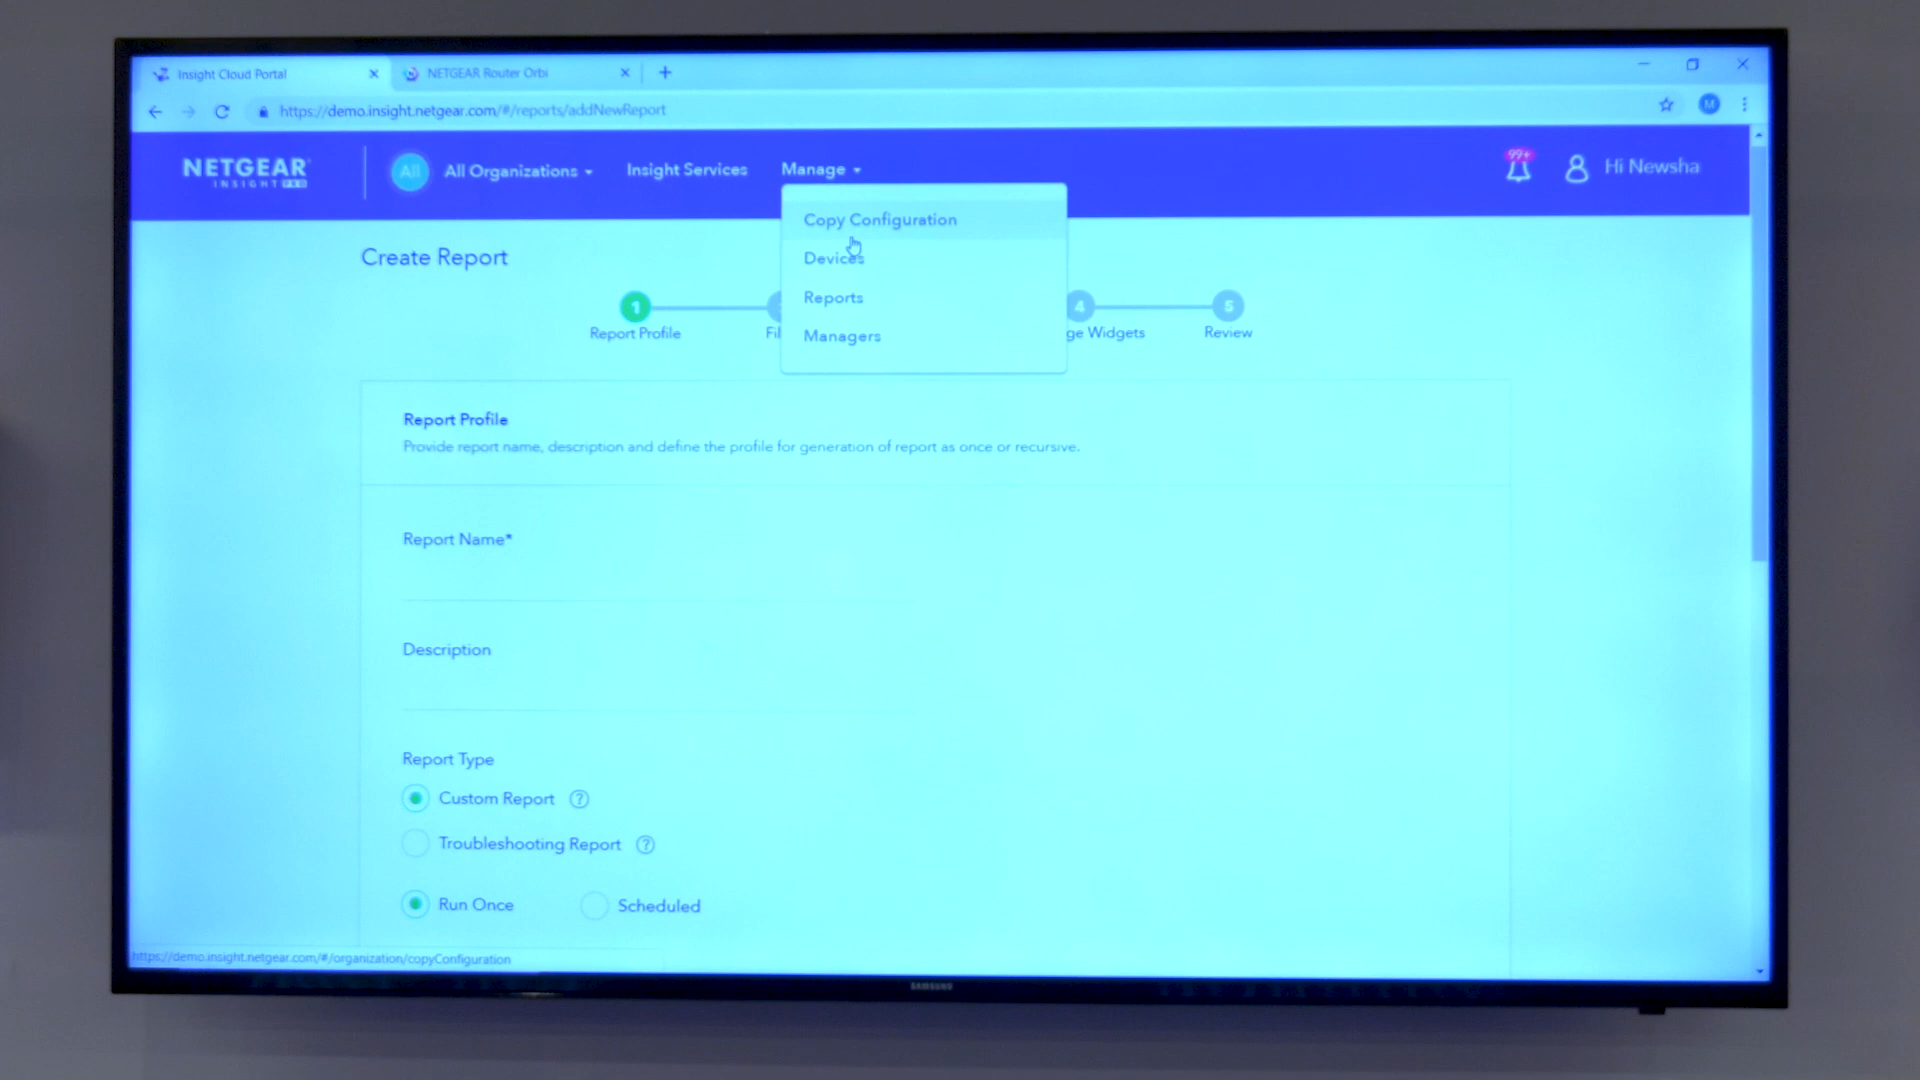 Insight Cloud Portal
NETGEAR Router Orbi
https://demo.insight.netgear.com/#/reports/addNewReport
M
NETGEAR
INSIGHT PRO
All
All Organizations
Insight Services
Manage
99+
Hi Newsha
Copy Configuration
Devices
Reports
Managers
Create Report
1
4
5
Report Profile
Fil
ge Widgets
Review
Report Profile
Provide report name, description and define the profile for generation of report as once or recursive.
Report Name*
Description
Report Type
Custom Report ?
Troubleshooting Report ?
Run Once
Scheduled
https://demo.insight.netgear.com/#/organization/copyConfiguration
SAMSUNG